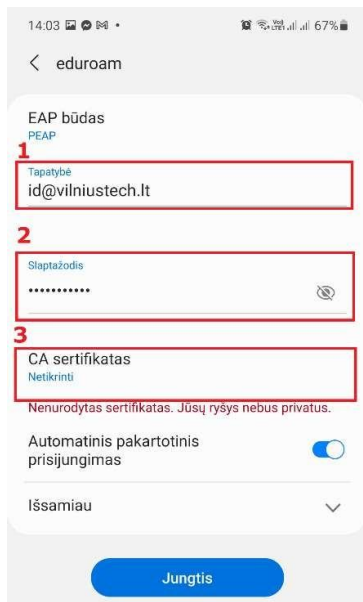 14:03 67%
eduroam
EAP būdas
PEAP
1
Tapatybė
id@vilniustech.lt
2
Slaptažodis
•••••••••••
3
CA sertifikatas
Netikrinti
Nenurodytas sertifikatas. Jūsų ryšys nebus privatus.
Automatinis pakartotinis
prisijungimas
Išsamiau
Jungtis